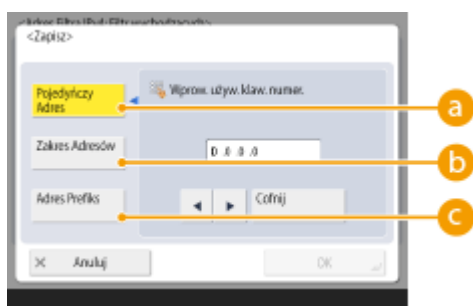 <Adres Filtra IPv4: Filtr wychodzących>
<Zapisz>
Pojedyńczy
Adres
Wprow. używ. klaw. numer.
a
Zakres Adresów
0 .0 .0 .0
b
Adres Prefiks
Cofnij
c
Anuluj
OK